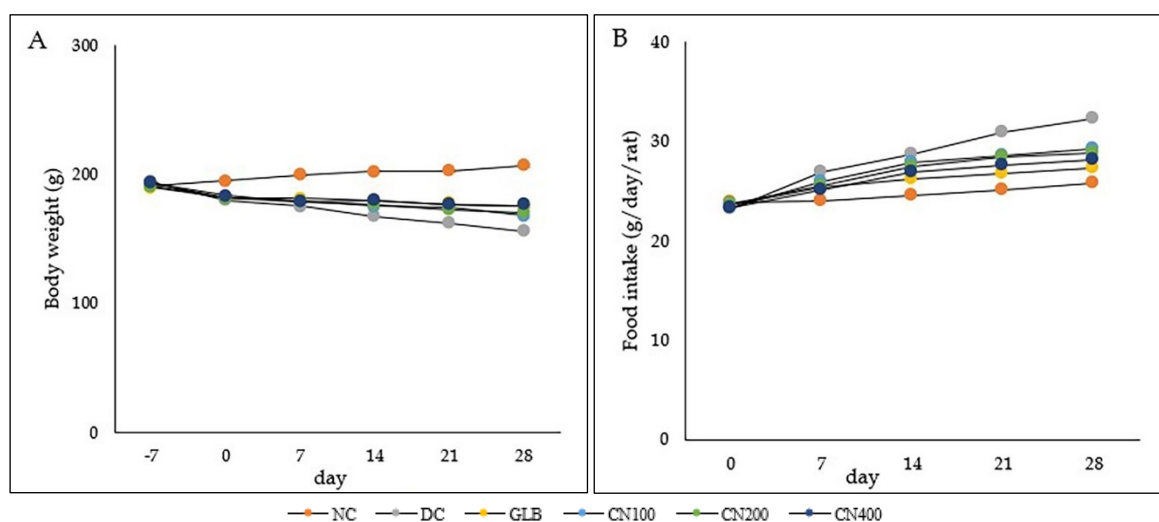 A
Body weight (g)
300
200
100
0
-7 0 7 14 21 28
day
B
Food intake (g/ day/ rat)
40
30
20
10
0
0 7 14 21 28
day
NC DC GLB CN100 CN200 CN400